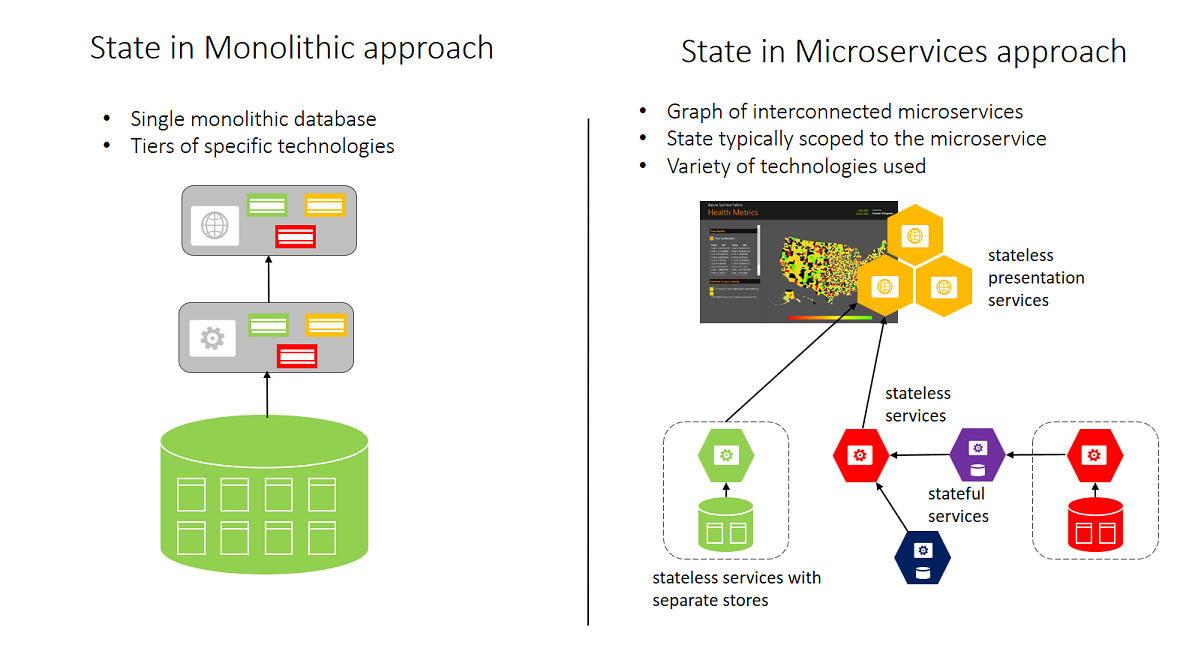 State in Monolithic approach
• Single monolithic database
• Tiers of specific technologies
State in Microservices approach
• Graph of interconnected microservices
• State typically scoped to the microservice
• Variety of technologies used
Azure Service Fabric
Health Metrics
stateless
presentation
services
stateless
services
stateful
services
stateless services with
separate stores